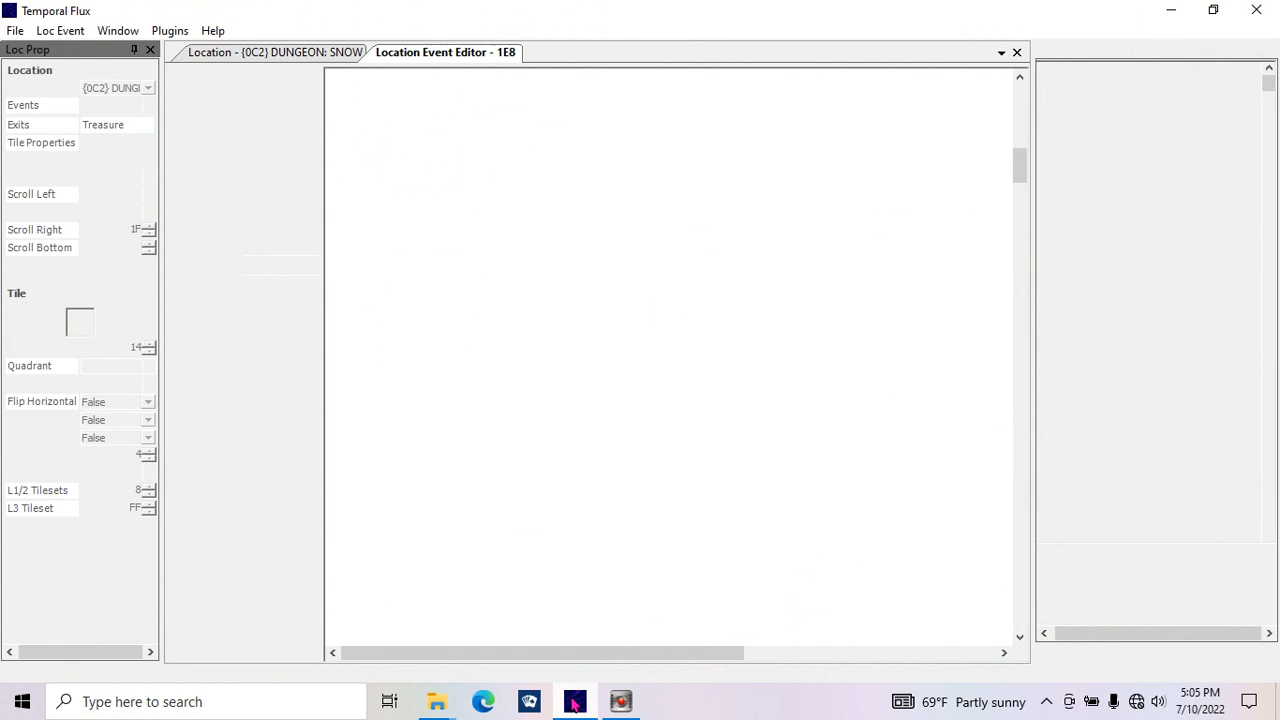 Temporal Flux
File Loc Event Window Plugins Help
Loc Prop
Location - {0C2} DUNGEON: SNOW
Location Event Editor - 1E8
Location
{0C2} DUNG
Events
Exits Treasure
Tile Properties
Scroll Left
Scroll Right 1F
Scroll Bottom
Tile
14
Quadrant
Flip Horizontal False
False
False
4
L1/2 Tilesets 8
L3 Tileset FF
Type here to search
69°F Partly sunny
5:05 PM
7/10/2022